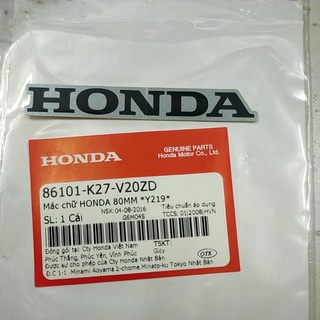 HONDA
GENUINE PARTS
Honda Motor Co., Ltd.
HONDA
86101-K27-V20ZD
Mác chữ HONDA 80MM *Y219*
NSX: 04-08-2016 Tiêu chuẩn áp dụng
SL: 1 Cái G6M04S TCCS: 01|2008|HVN
Đóng gói tại: Cty Honda Việt Nam TSKT:
Phúc Thắng, Phúc Yên, Vĩnh Phúc Gicy
Được sự cho phép của Cty Honda Nhật Bản
Đ.C 1-1. Minami Aoyama 2-chome.Minato-ku Tokyo Nhật Bản
OTK